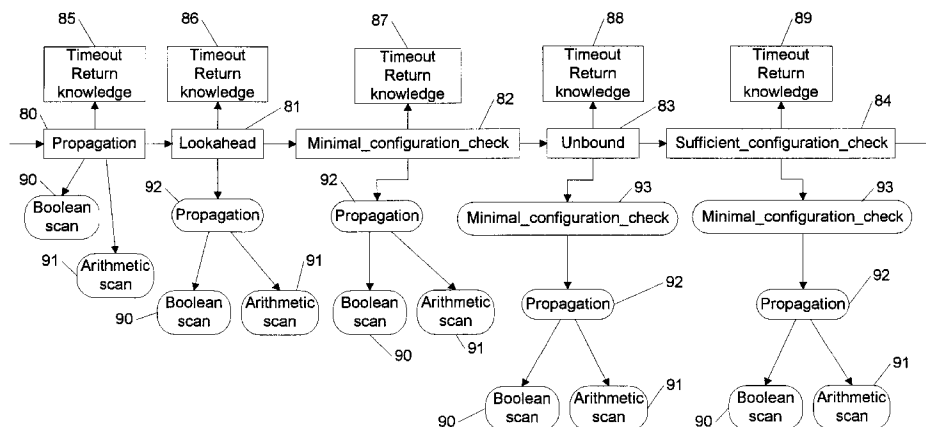 85
86
87
88
89
Timeout
Return
knowledge
Timeout
Return
knowledge
Timeout
Return
knowledge
Timeout
Return
knowledge
Timeout
Return
knowledge
80
81
82
83
84
Propagation
Lookahead
Minimal_configuration_check
Unbound
Sufficient_configuration_check
90
Boolean
scan
91
Arithmetic
scan
92
Propagation
90
Boolean
scan
91
Arithmetic
scan
92
Propagation
90
Boolean
scan
91
Arithmetic
scan
93
Minimal_configuration_check
92
Propagation
90
Boolean
scan
91
Arithmetic
scan
93
Minimal_configuration_check
92
Propagation
90
Boolean
scan
91
Arithmetic
scan